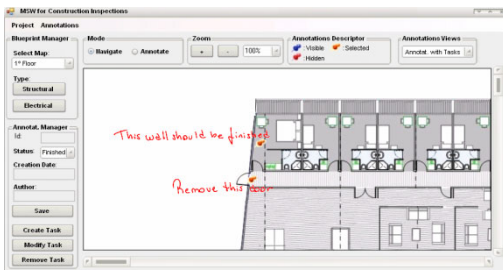 MSW for Construction Inspections
Project Annotations
Blueprint Manager
Mode
Zoom
Annotations Descriptor
Annotations Views
Select Map:
Navigate
Annotate
+
-
100%
:Visible
:Selected
:Hidden
Annotat. with Tasks
1° Floor
Type:
Structural
Electrical
Annotat. Manager
Id:
Status: Finished
Creation Date:
Author:
Save
Create Task
Modify Task
Remove Task
This wall should be finished
Remove this door